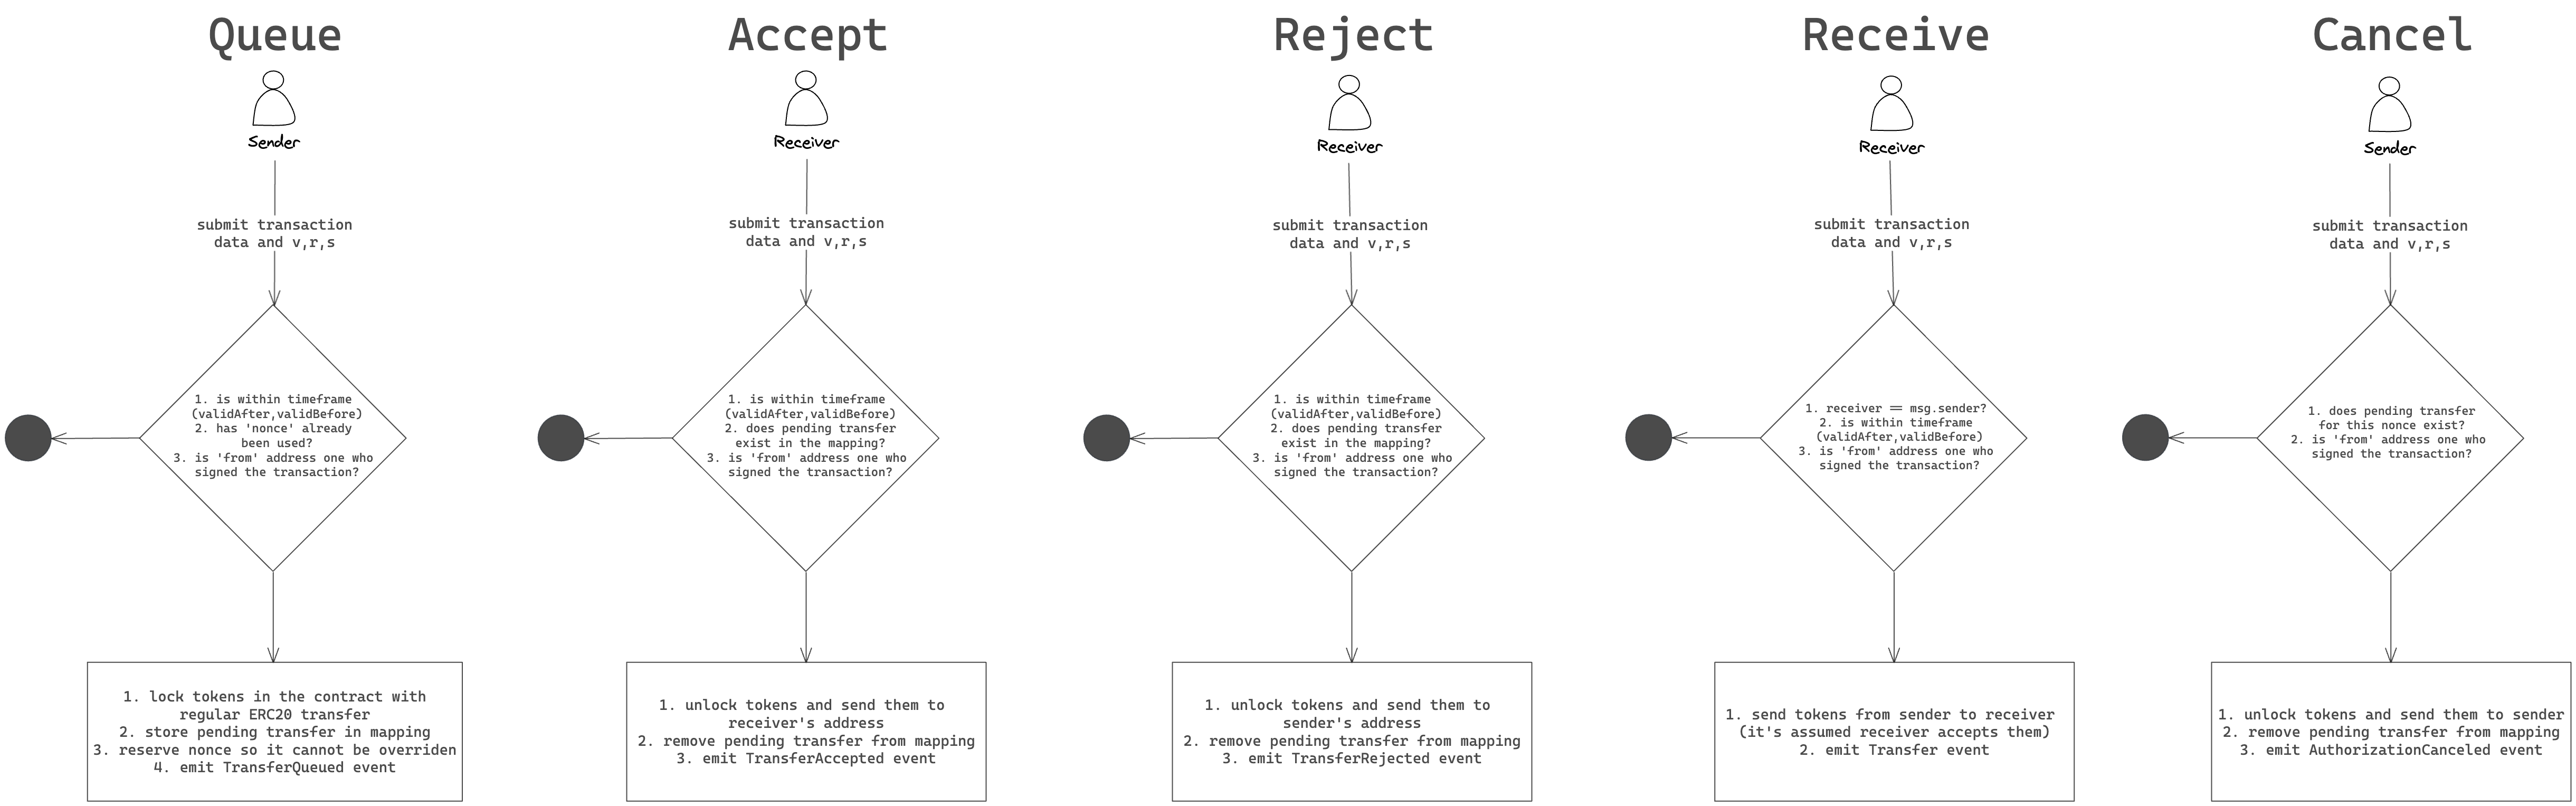 Queue
Sender
submit transaction
data and v,r,s
1. is within timeframe
(validAfter,validBefore)
2. has 'nonce' already
been used?
3. is 'from' address one who
signed the transaction?
1. lock tokens in the contract with
regular ERC20 transfer
2. store pending transfer in mapping
3. reserve nonce so it cannot be overriden
4. emit TransferQueued event
Accept
Receiver
submit transaction
data and v,r,s
1. is within timeframe
(validAfter,validBefore)
2. does pending transfer
exist in the mapping?
3. is 'from' address one who
signed the transaction?
1. unlock tokens and send them to
receiver's address
2. remove pending transfer from mapping
3. emit TransferAccepted event
Reject
Receiver
submit transaction
data and v,r,s
1. is within timeframe
(validAfter,validBefore)
2. does pending transfer
exist in the mapping?
3. is 'from' address one who
signed the transaction?
1. unlock tokens and send them to
sender's address
2. remove pending transfer from mapping
3. emit TransferRejected event
Receive
Receiver
submit transaction
data and v,r,s
1. receiver == msg.sender?
2. is within timeframe
(validAfter,validBefore)
3. is 'from' address one who
signed the transaction?
1. send tokens from sender to receiver
(it's assumed receiver accepts them)
2. emit Transfer event
Cancel
Sender
submit transaction
data and v,r,s
1. does pending transfer
for this nonce exist?
2. is 'from' address one who
signed the transaction?
1. unlock tokens and send them to sender
2. remove pending transfer from mapping
3. emit AuthorizationCanceled event